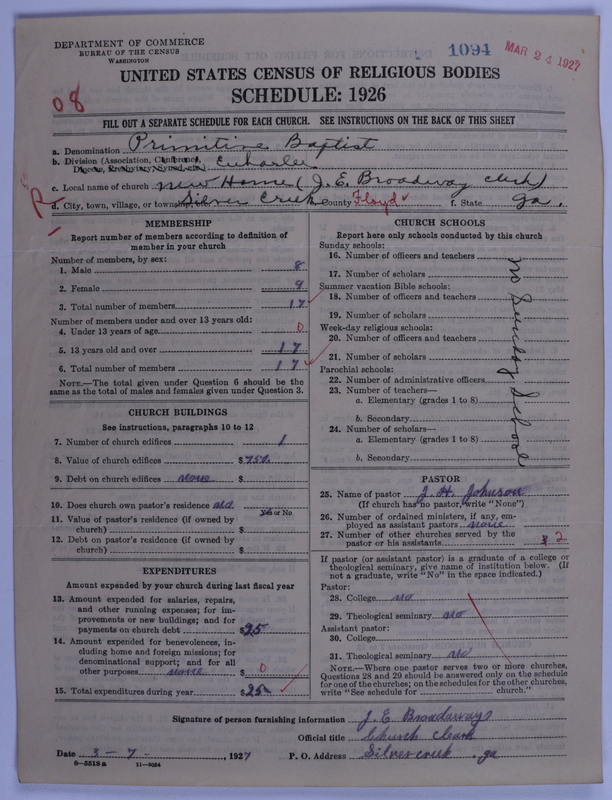 DEPARTMENT OF COMMERCE
BUREAU OF THE CENSUS
WASHINGTON
1094
MAR 24 1927
UNITED STATES CENSUS OF RELIGIOUS BODIES
SCHEDULE: 1926
08
FILL OUT A SEPARATE SCHEDULE FOR EACH CHURCH. SEE INSTRUCTIONS ON THE BACK OF THIS SHEET
a. Denomination Primitive Baptist
b. Division (Association, Conference, Euharlee
Diocese, Presbytery, Synod, etc.)
c. Local name of church New Home (J. E. Broadway clerk)
d. City, town, village, or town Silver Creek County Floyd f. State Ga.
R
MEMBERSHIP
Report number of members according to definition of
member in your church
Number of members, by sex:
1. Male 8
2. Female 9
3. Total number of members 17
Number of members under and over 13 years old:
4. Under 13 years of age 0
5. 13 years old and over 17
6. Total number of members 17
NOTE.—The total given under Question 6 should be the
same as the total of males and females given under Question 3.
CHURCH BUILDINGS
See instructions, paragraphs 10 to 12
7. Number of church edifices 1
8. Value of church edifices $750
9. Debt on church edifices none $
10. Does church own pastor's residence no
Yes or No
11. Value of pastor's residence (if owned by
church) $
12. Debt on pastor's residence (if owned by
church) $
EXPENDITURES
Amount expended by your church during last fiscal year
13. Amount expended for salaries, repairs,
and other running expenses; for im-
provements or new buildings; and for
payments on church debt $25
14. Amount expended for benevolences, in-
cluding home and foreign missions; for
denominational support; and for all
other purposes none $ 0
15. Total expenditures during year $25
CHURCH SCHOOLS
Report here only schools conducted by this church
Sunday schools:
16. Number of officers and teachers
17. Number of scholars
Summer vacation Bible schools:
18. Number of officers and teachers
19. Number of scholars
Week-day religious schools:
20. Number of officers and teachers
21. Number of scholars
Parochial schools:
22. Number of administrative officers
23. Number of teachers—
a. Elementary (grades 1 to 8)
b. Secondary
24. Number of scholars—
a. Elementary (grades 1 to 8)
b. Secondary
no Sunday School
PASTOR
25. Name of pastor J. H. Johnson
(If church has no pastor, write "None")
26. Number of ordained ministers, if any, em-
ployed as assistant pastors none
27. Number of other churches served by the
pastor or his assistants 2
If pastor (or assistant pastor) is a graduate of a college or
theological seminary, give name of institution below. (If
not a graduate, write "No" in the space indicated.)
Pastor:
28. College no
29. Theological seminary no
Assistant pastor:
30. College
31. Theological seminary no
NOTE.—Where one pastor serves two or more churches,
Questions 28 and 29 should be answered only on the schedule
for one of the churches; on the schedules for the other churches,
write "See schedule for church."
Signature of person furnishing information J. E. Broadway
Official title Church Clerk
Date 3-7-, 1927 P. O. Address Silver creek, ga
8-5518a 11-9024